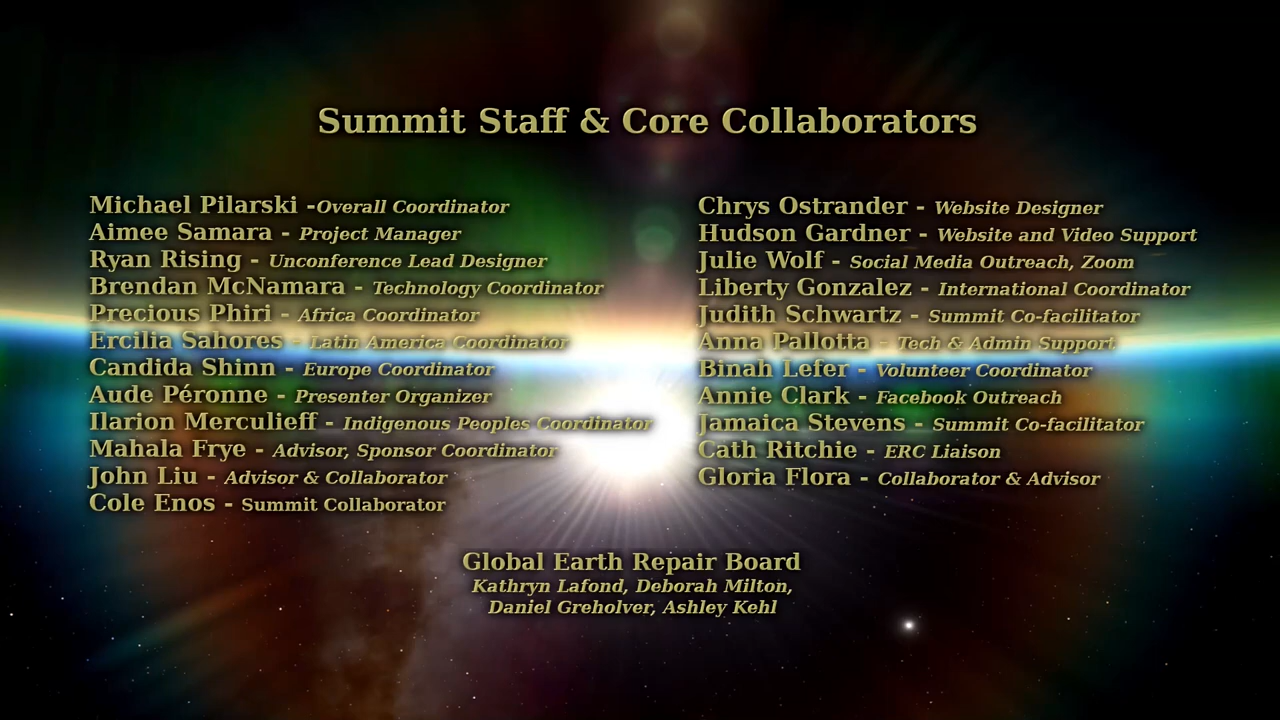 Summit Staff & Core Collaborators
Michael Pilarski -Overall Coordinator
Aimee Samara - Project Manager
Ryan Rising - Unconference Lead Designer
Brendan McNamara - Technology Coordinator
Precious Phiri - Africa Coordinator
Ercilia Sahores - Latin America Coordinator
Candida Shinn - Europe Coordinator
Aude Péronne - Presenter Organizer
Ilarion Merculieff - Indigenous Peoples Coordinator
Mahala Frye - Advisor, Sponsor Coordinator
John Liu - Advisor & Collaborator
Cole Enos - Summit Collaborator
Chrys Ostrander - Website Designer
Hudson Gardner - Website and Video Support
Julie Wolf - Social Media Outreach, Zoom
Liberty Gonzalez - International Coordinator
Judith Schwartz - Summit Co-facilitator
Anna Pallotta - Tech & Admin Support
Binah Lefer - Volunteer Coordinator
Annie Clark - Facebook Outreach
Jamaica Stevens - Summit Co-facilitator
Cath Ritchie - ERC Liaison
Gloria Flora - Collaborator & Advisor
Global Earth Repair Board
Kathryn Lafond, Deborah Milton,
Daniel Greholver, Ashley Kehl